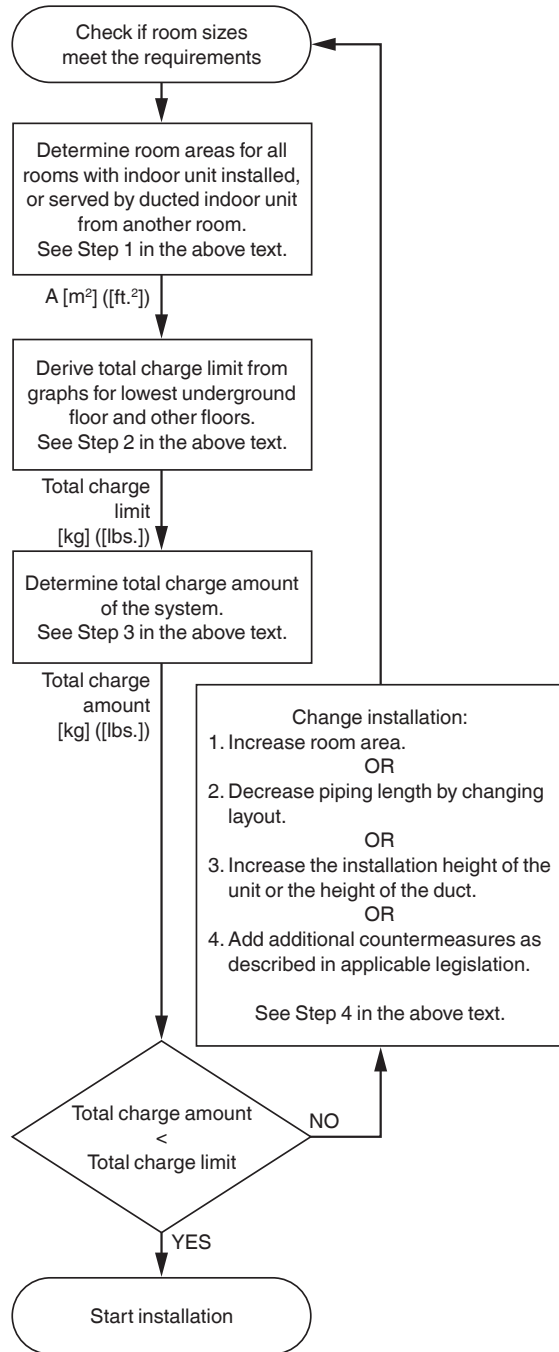 Check if room sizes
meet the requirements
Determine room areas for all
rooms with indoor unit installed,
or served by ducted indoor unit
from another room.
See Step 1 in the above text.
A [m²] ([ft.²])
Derive total charge limit from
graphs for lowest underground
floor and other floors.
See Step 2 in the above text.
Total charge
limit
[kg] ([lbs.])
Determine total charge amount
of the system.
See Step 3 in the above text.
Total charge
amount
[kg] ([lbs.])
Change installation:
1. Increase room area.
OR
2. Decrease piping length by changing
layout.
OR
3. Increase the installation height of the
unit or the height of the duct.
OR
4. Add additional countermeasures as
described in applicable legislation.
See Step 4 in the above text.
Total charge amount
<
Total charge limit
NO
YES
Start installation